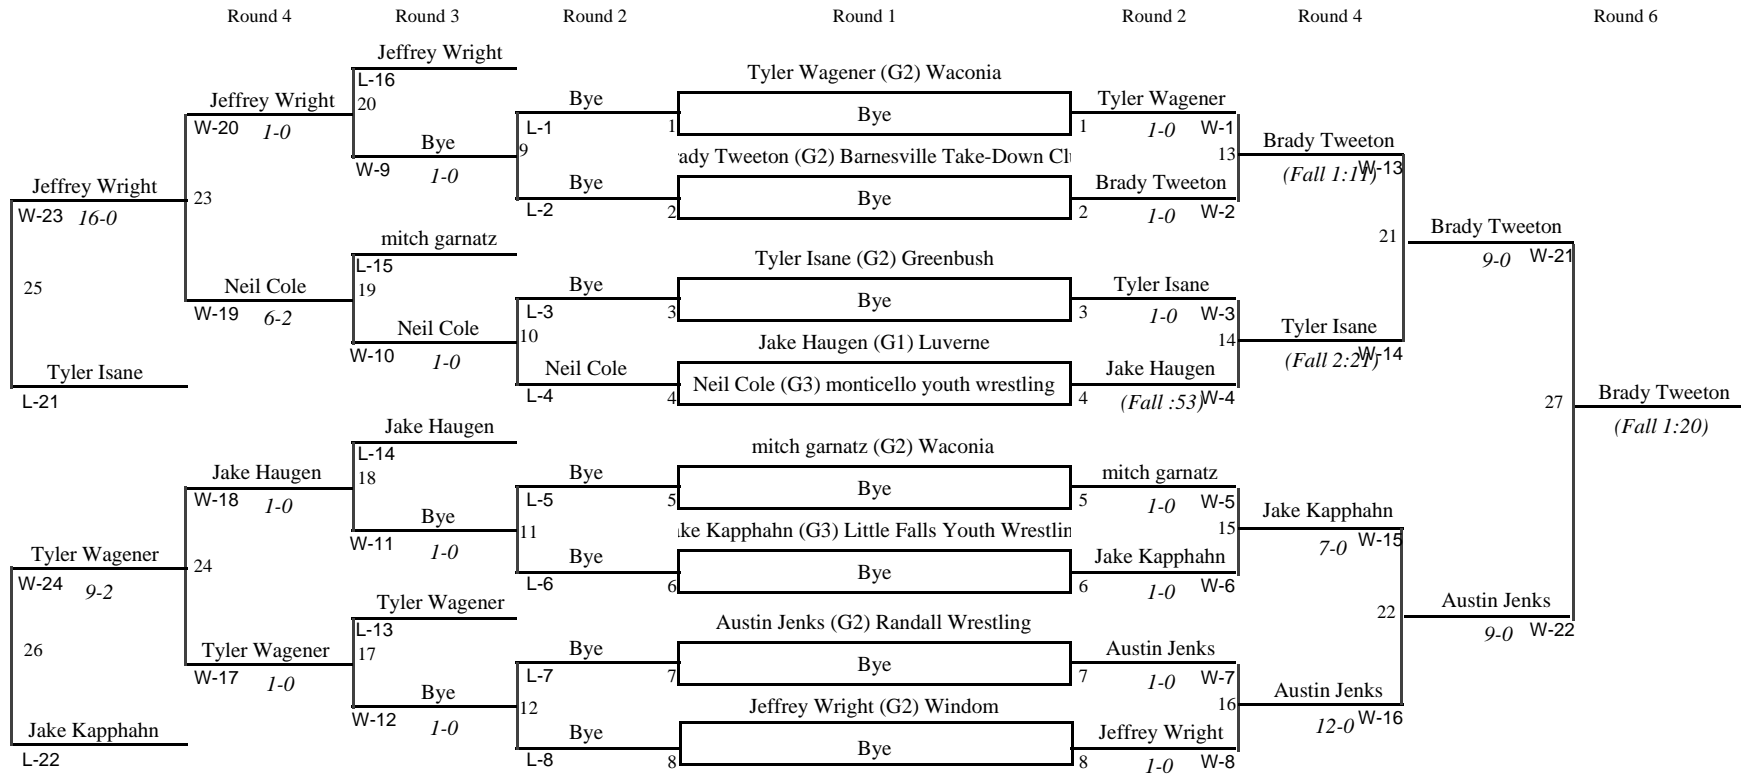 Round 4 Round 3 Round 2 Round 1 Round 2 Round 4 Round 6
Jeffrey Wright
L-16
Tyler Wagener (G2) Waconia
Jeffrey Wright 20 Bye Bye Tyler Wagener
W-20 1-0 L-1 1 1 1-0 W-1
Bye 9 Brady Tweeton
W-9 1-0 13 (Fall 1:11) W-13
rady Tweeton (G2) Barnesville Take-Down Cl
Jeffrey Wright Bye Bye Brady Tweeton
W-23 16-0 23 L-2 2 2 1-0 W-2
mitch garnatz 21 Brady Tweeton
L-15 9-0 W-21
Tyler Isane (G2) Greenbush
25 Neil Cole 19 Bye Bye Tyler Isane
W-19 6-2 L-3 3 3 1-0 W-3
Neil Cole 10 Tyler Isane
W-10 1-0 14 (Fall 2:21) W-14
Jake Haugen (G1) Luverne
Tyler Isane Neil Cole Neil Cole (G3) monticello youth wrestling Jake Haugen
L-21 L-4 4 4 (Fall :53) W-4
27 Brady Tweeton
(Fall 1:20)
Jake Haugen
L-14
mitch garnatz (G2) Waconia
Jake Haugen 18 Bye Bye mitch garnatz
W-18 1-0 L-5 5 5 1-0 W-5
Bye 11 Jake Kapphahn
W-11 1-0 15 7-0 W-15
ke Kapphahn (G3) Little Falls Youth Wrestlin
Tyler Wagener Bye Bye Jake Kapphahn
W-24 9-2 24 L-6 6 6 1-0 W-6
Tyler Wagener 22 Austin Jenks
L-13 9-0 W-22
Austin Jenks (G2) Randall Wrestling
26 Tyler Wagener 17 Bye Bye Austin Jenks
W-17 1-0 L-7 7 7 1-0 W-7
Bye 12 Austin Jenks
W-12 1-0 16 12-0 W-16
Jeffrey Wright (G2) Windom
Jake Kapphahn Bye Bye Jeffrey Wright
L-22 L-8 8 8 1-0 W-8